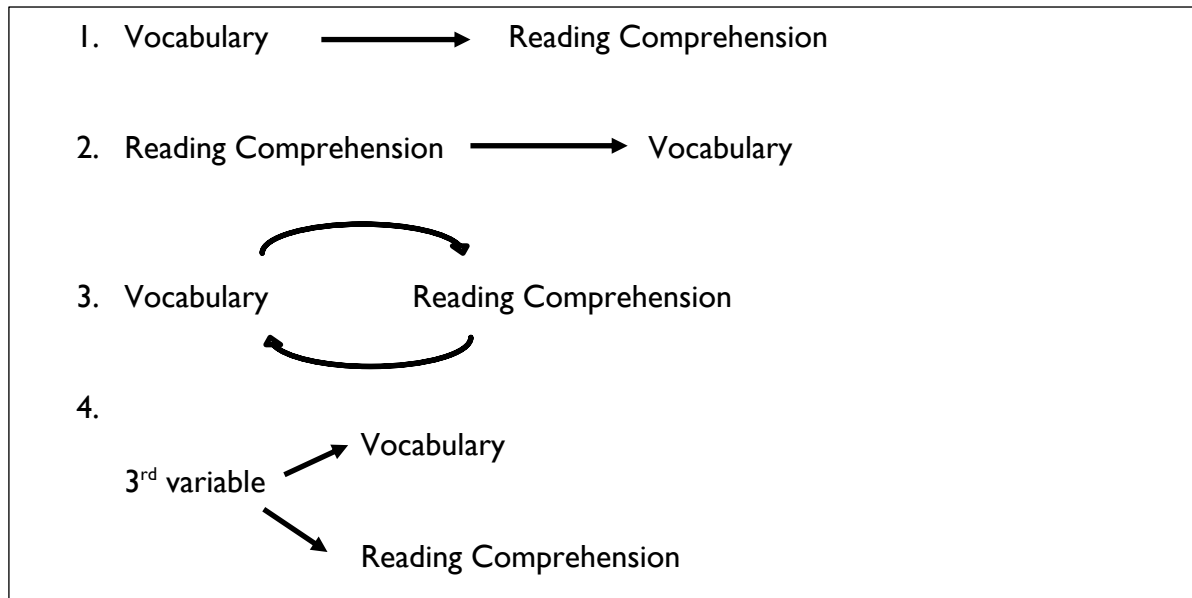 1. Vocabulary Reading Comprehension
2. Reading Comprehension Vocabulary
3. Vocabulary Reading Comprehension
4.
Vocabulary
3rd variable
Reading Comprehension